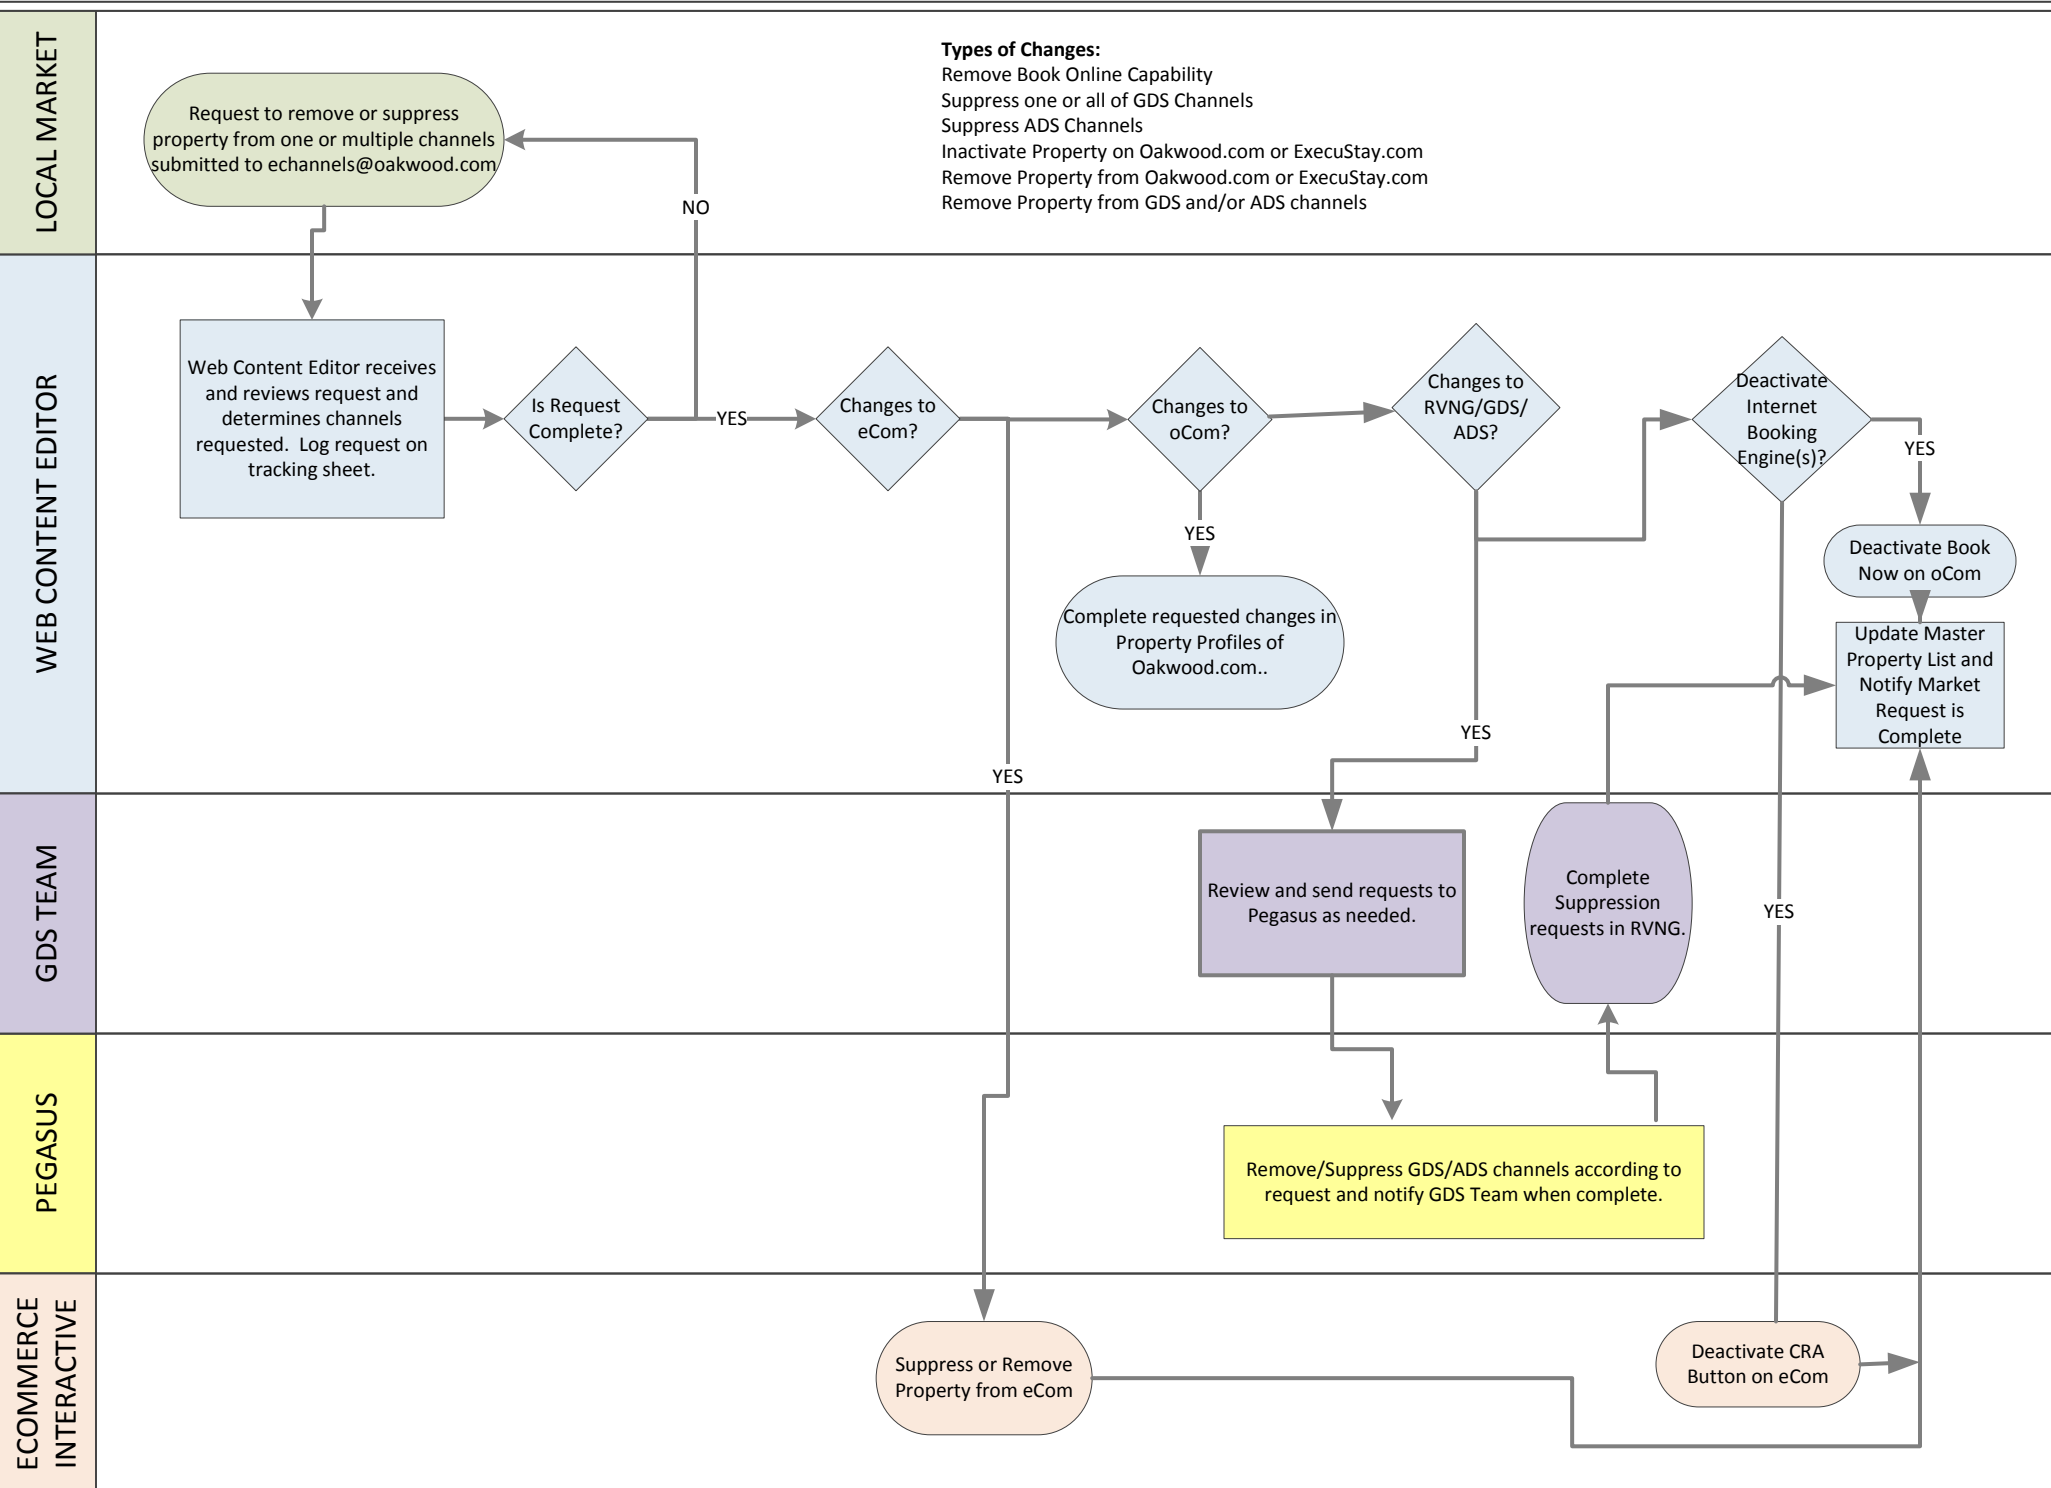 LOCAL MARKET
Types of Changes:
Remove Book Online Capability
Suppress one or all of GDS Channels
Suppress ADS Channels
Inactivate Property on Oakwood.com or ExecuStay.com
Remove Property from Oakwood.com or ExecuStay.com
Remove Property from GDS and/or ADS channels
Request to remove or suppress
property from one or multiple channels
submitted to echannels@oakwood.com
NO
WEB CONTENT EDITOR
Web Content Editor receives
and reviews request and
determines channels
requested.  Log request on
tracking sheet.
Is Request
Complete?
YES
Changes to
eCom?
YES
Changes to
oCom?
YES
Complete requested changes in
Property Profiles of
Oakwood.com..
Changes to
RVNG/GDS/
ADS?
YES
Deactivate
Internet
Booking
Engine(s)?
YES
Deactivate Book
Now on oCom
Update Master
Property List and
Notify Market
Request is
Complete
GDS TEAM
Review and send requests to
Pegasus as needed.
Complete
Suppression
requests in RVNG.
YES
PEGASUS
Remove/Suppress GDS/ADS channels according to
request and notify GDS Team when complete.
ECOMMERCE
INTERACTIVE
Suppress or Remove
Property from eCom
Deactivate CRA
Button on eCom